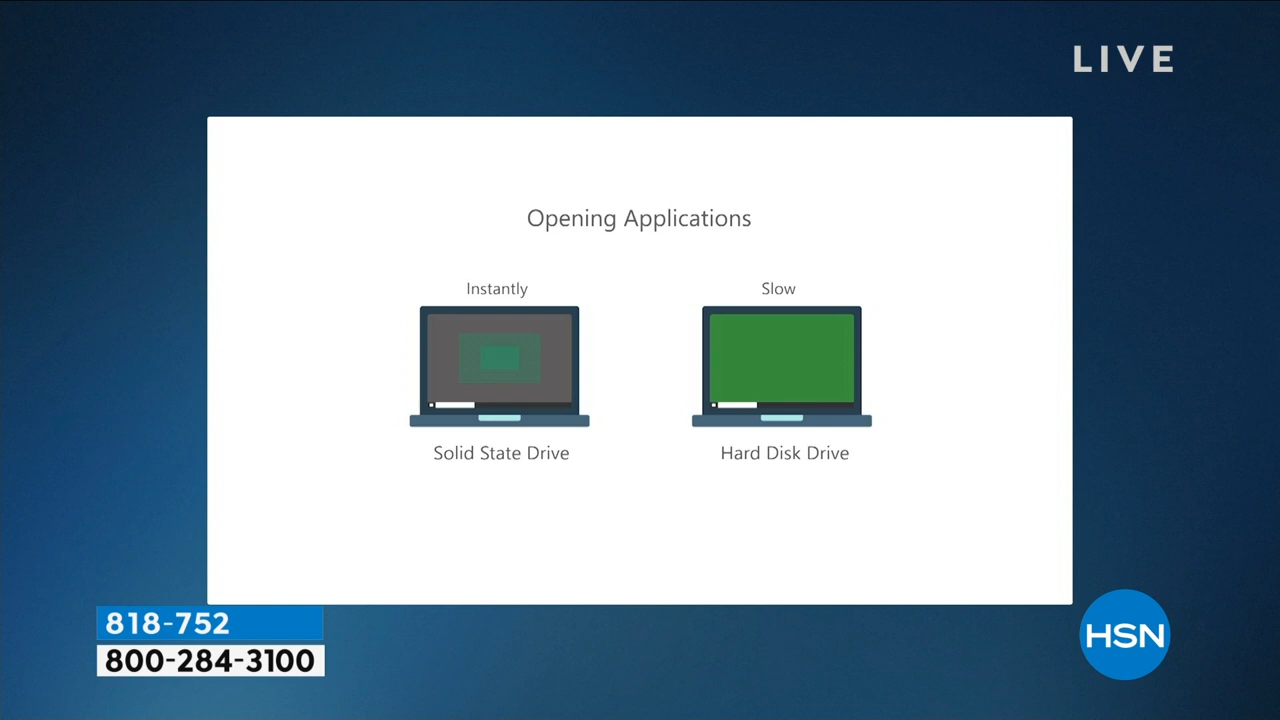 LIVE
Opening Applications
Instantly
Slow
Solid State Drive
Hard Disk Drive
818-752
800-284-3100
HSN